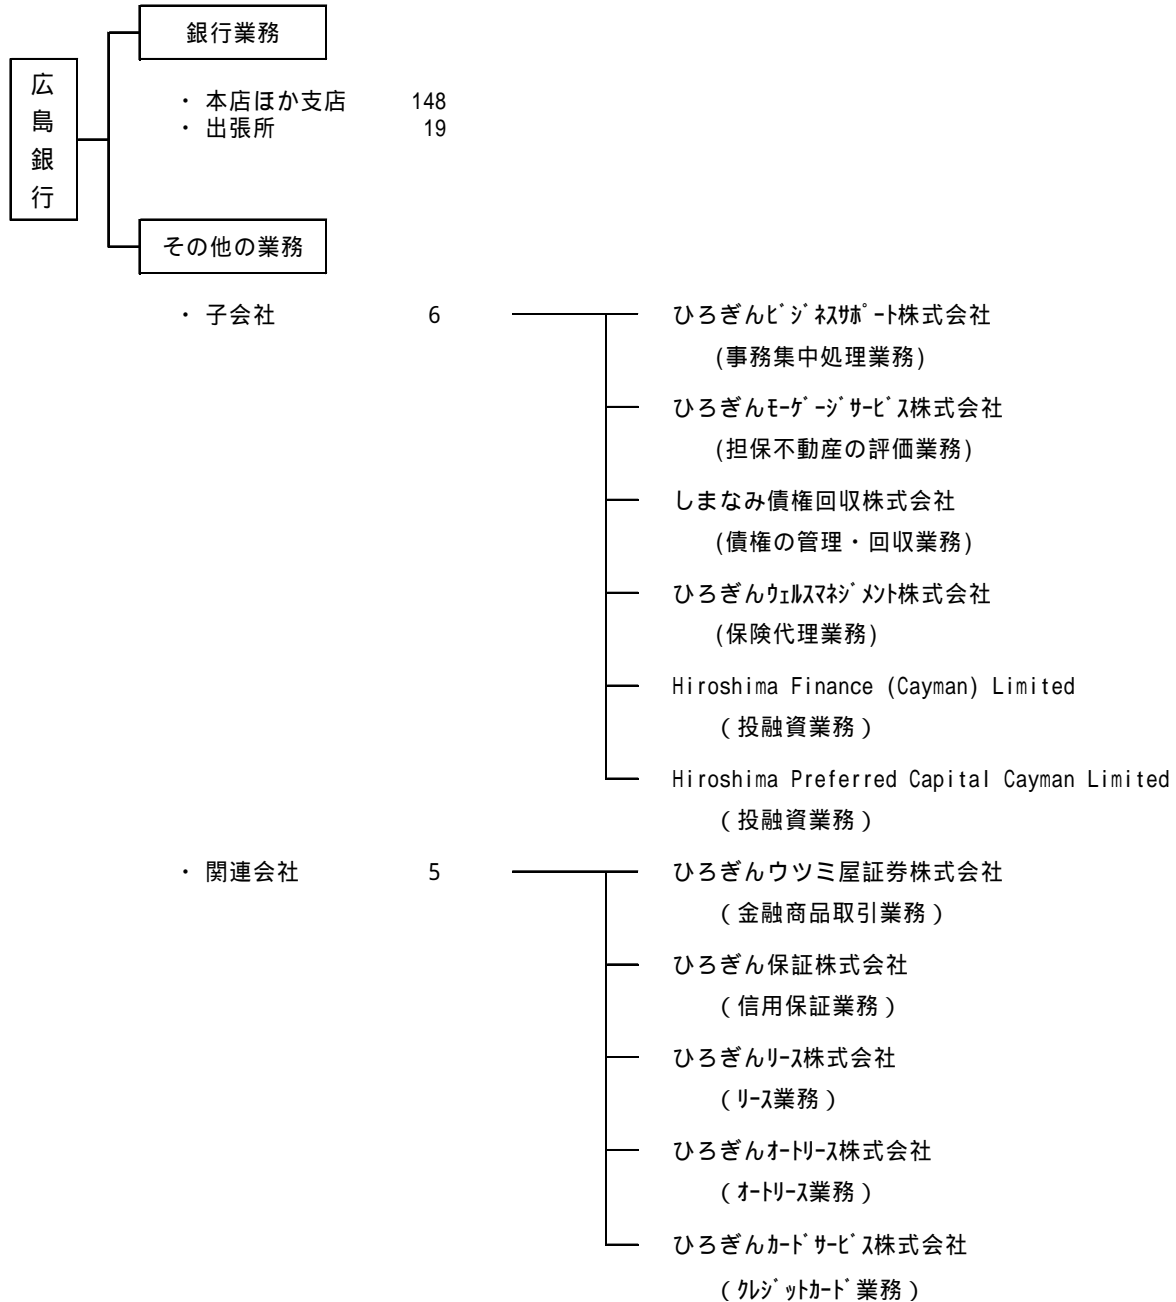 銀行業務
広島銀行
・ 本店ほか支店 148
・ 出張所 19
その他の業務
・ 子会社 6
ひろぎんビジネスサポート株式会社
(事務集中処理業務)
ひろぎんモーゲージサービス株式会社
(担保不動産の評価業務)
しまなみ債権回収株式会社
(債権の管理・回収業務)
ひろぎんウェルスマネジメント株式会社
(保険代理業務)
Hiroshima Finance (Cayman) Limited
(投融資業務)
Hiroshima Preferred Capital Cayman Limited
(投融資業務)
・ 関連会社 5
ひろぎんウツミ屋証券株式会社
(金融商品取引業務)
ひろぎん保証株式会社
(信用保証業務)
ひろぎんリース株式会社
(リース業務)
ひろぎんオートリース株式会社
(オートリース業務)
ひろぎんカードサービス株式会社
(クレジットカード業務)